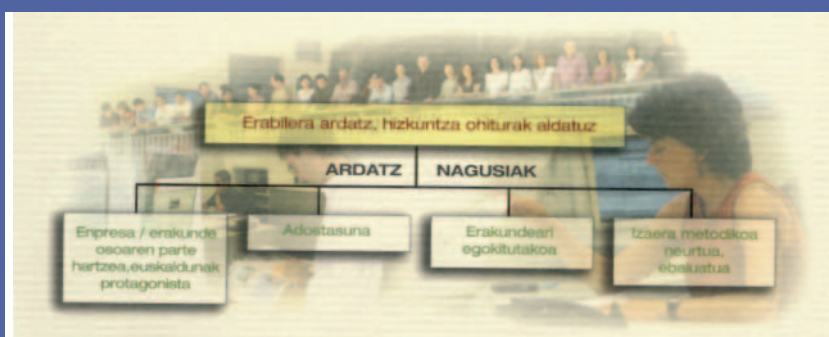 Erabilera ardatz, hizkuntza ohiturak aldatuz
ARDATZ NAGUSIAK
Enpresa / erakunde
osoaren parte
hartzea,euskaldunak
protagonista
Adostasuna
Erakundeari
egokitutakoa
Izaera metodikoa
neurtua,
ebaluatua